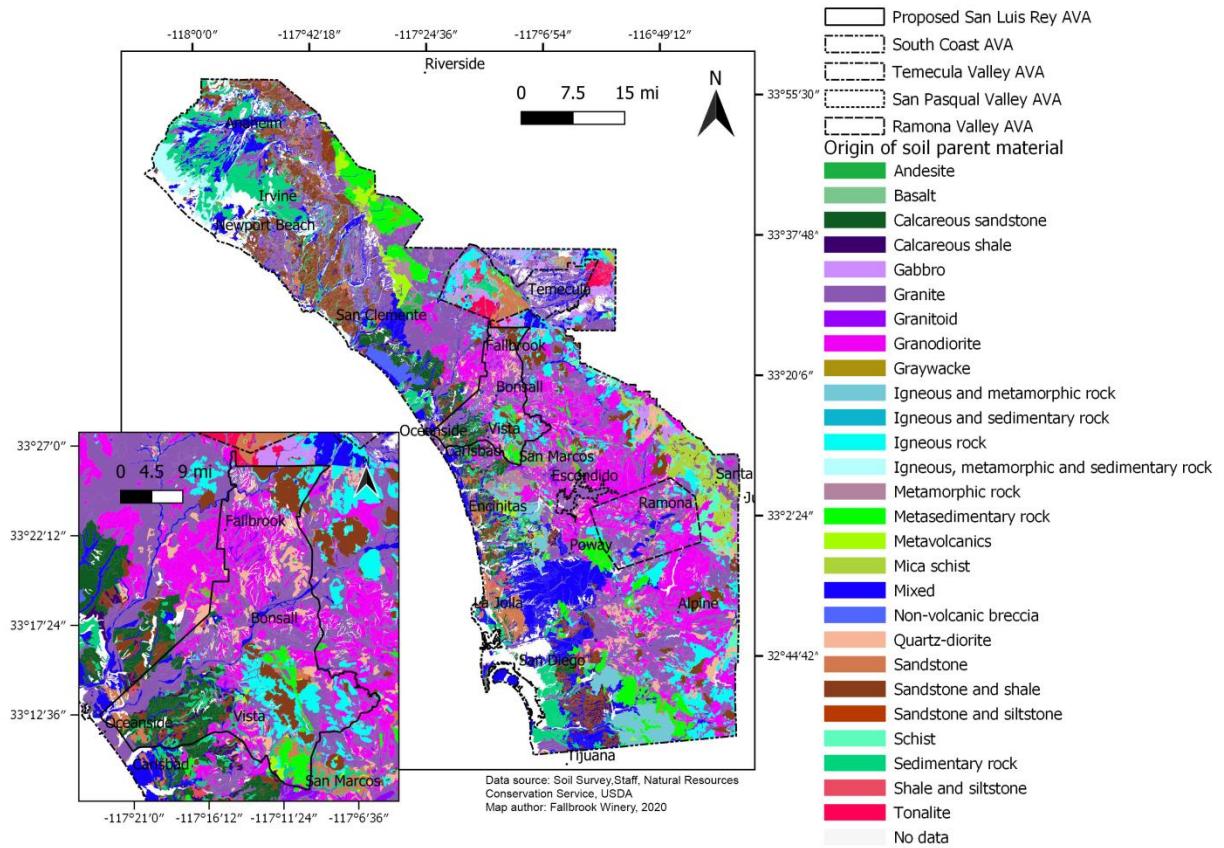 -118°0'0"
-117°42'18"
-117°24'36"
-117°6'54"
-116°49'12"
Riverside
N
0 7.5 15 mi
33°55'30"
33°37'48"
33°20'6"
33°2'24"
32°44'42"
Anaheim
Irvine
Newport Beach
San Clemente
Temecula
Fallbrook
Bonsall
Oceanside
Vista
Carlsbad
San Marcos
Escondido
Encinitas
Ramona
Santa
Poway
La Jolla
Alpine
San Diego
Tijuana
33°27'0"
33°22'12"
33°17'24"
33°12'36"
0 4.5 9 mi
Fallbrook
Bonsall
Oceanside
Vista
Carlsbad
San Marcos
-117°21'0"
-117°16'12"
-117°11'24"
-117°6'36"
Data source: Soil Survey,Staff, Natural Resources
Conservation Service, USDA
Map author: Fallbrook Winery, 2020
Proposed San Luis Rey AVA
South Coast AVA
Temecula Valley AVA
San Pasqual Valley AVA
Ramona Valley AVA
Origin of soil parent material
Andesite
Basalt
Calcareous sandstone
Calcareous shale
Gabbro
Granite
Granitoid
Granodiorite
Graywacke
Igneous and metamorphic rock
Igneous and sedimentary rock
Igneous rock
Igneous, metamorphic and sedimentary rock
Metamorphic rock
Metasedimentary rock
Metavolcanics
Mica schist
Mixed
Non-volcanic breccia
Quartz-diorite
Sandstone
Sandstone and shale
Sandstone and siltstone
Schist
Sedimentary rock
Shale and siltstone
Tonalite
No data